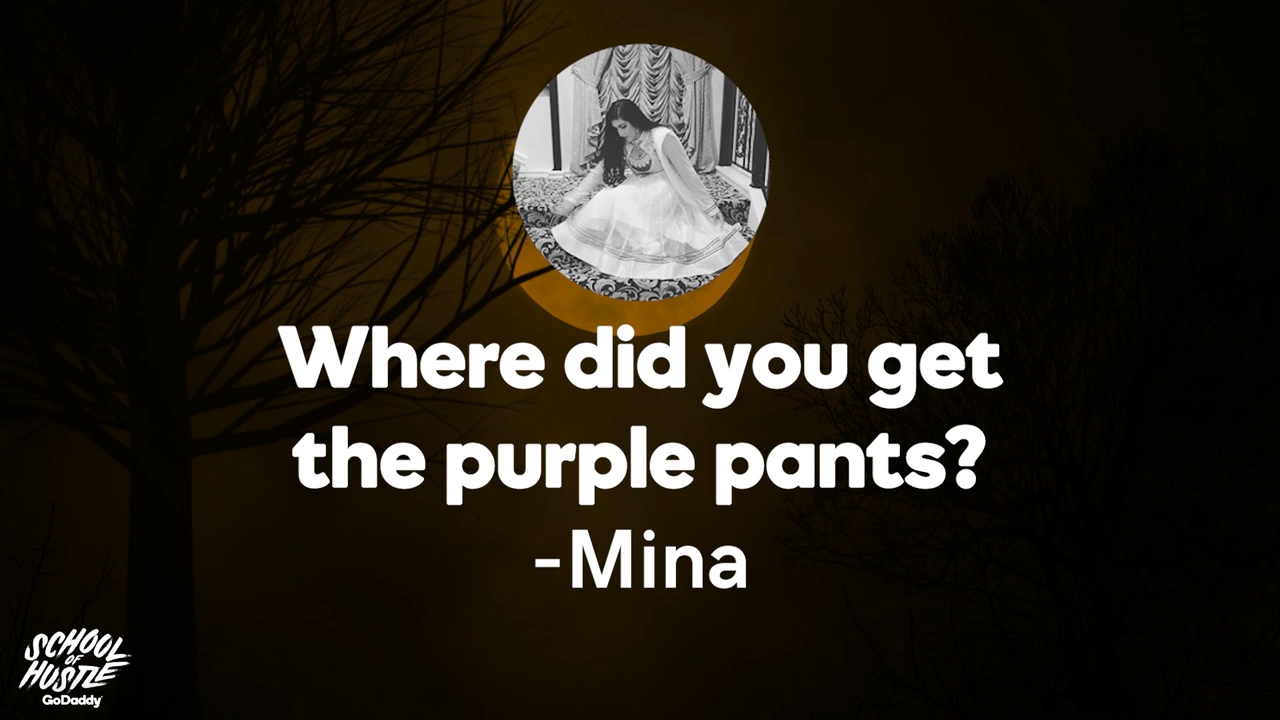 Where did you get
the purple pants?
-Mina
SCHOOL
OF
HUSTLE
GoDaddy